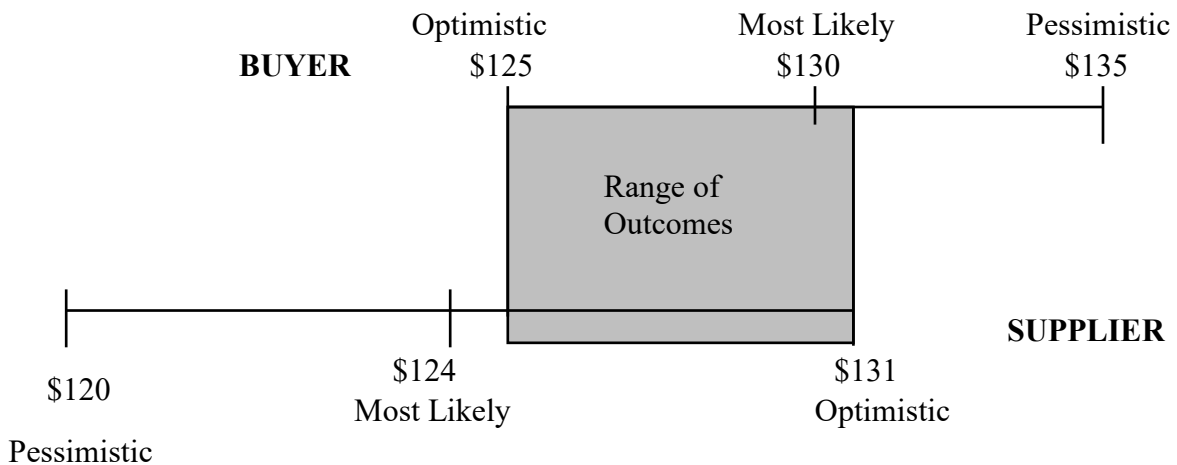 Optimistic Most Likely Pessimistic
BUYER $125 $130 $135
Range of
Outcomes
SUPPLIER
$120 $124 $131
Most Likely Optimistic
Pessimistic